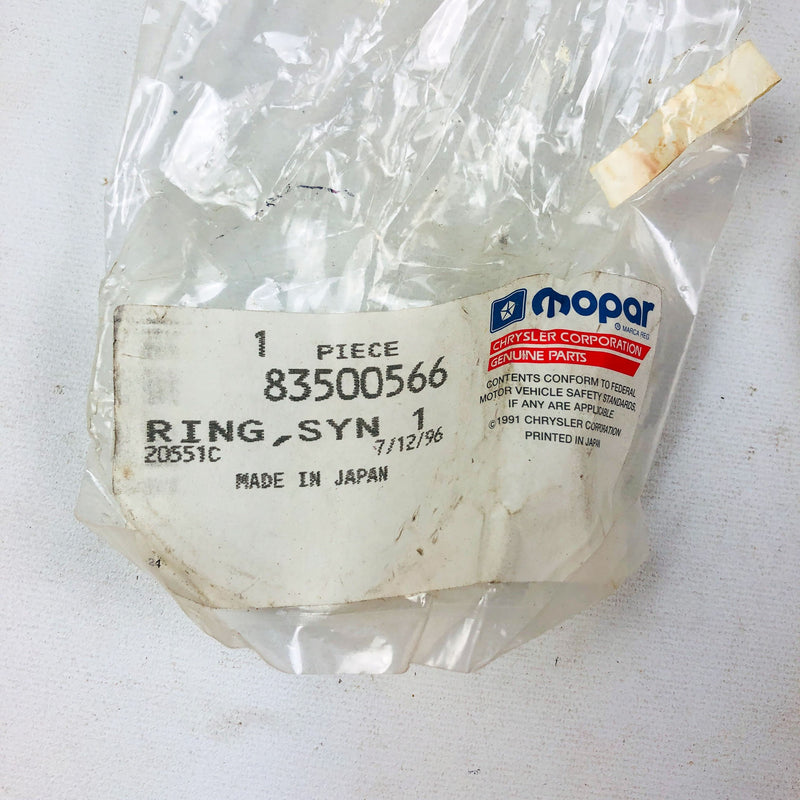 1 PIECE
83500566
RING,SYN 1
20551C 7/12/96
MADE IN JAPAN
24
mopar
® MARCA REG
CHRYSLER CORPORATION
GENUINE PARTS
CONTENTS CONFORM TO FEDERAL
MOTOR VEHICLE SAFETY STANDARDS,
IF ANY ARE APPLICABLE.
©1991 CHRYSLER CORPORATION
PRINTED IN JAPAN